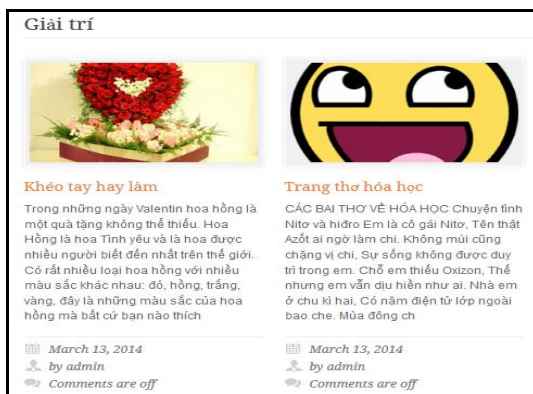 Giải trí
Khéo tay hay làm
Trong những ngày Valentin hoa hồng là
một quà tặng không thể thiếu. Hoa
Hồng là hoa Tình yêu và là hoa được
nhiều người biết đến nhất trên thế giới.
Có rất nhiều loại hoa hồng với nhiều
màu sắc khác nhau: đỏ, hồng, trắng,
vàng, đây là những màu sắc của hoa
hồng mà bất cứ bạn nào thích
March 13, 2014
by admin
Comments are off
Trang thơ hóa học
CÁC BAI THƠ VỀ HÓA HỌC Chuyện tình
Nitơ và hiđro Em là cô gái Nitơ, Tên thật
Azốt ai ngờ làm chi. Không mùi cũng
chăng vị chi, Sự sống không được duy
trì trong em. Chỗ em thiếu Oxizon, Thế
nhưng em vẫn dịu hiền như ai. Nhà em
ở chu kì hai, Có năm điện tử lớp ngoài
bao che. Mùa đông ch
March 13, 2014
by admin
Comments are off